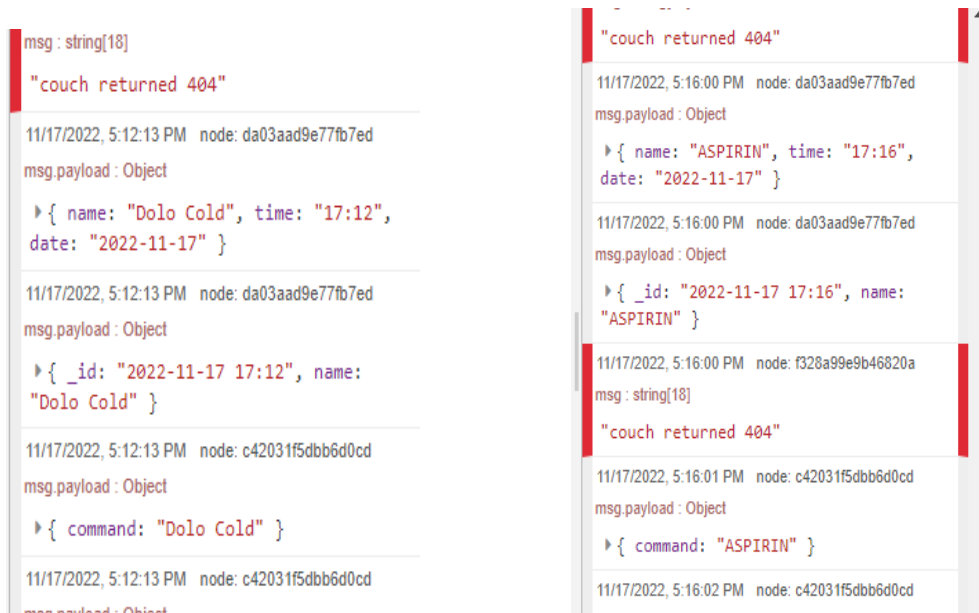 msg : string[18]
"couch returned 404"
11/17/2022, 5:12:13 PM node: da03aad9e77fb7ed
msg.payload : Object
{ name: "Dolo Cold", time: "17:12",
date: "2022-11-17" }
11/17/2022, 5:12:13 PM node: da03aad9e77fb7ed
msg.payload : Object
{ _id: "2022-11-17 17:12", name:
"Dolo Cold" }
11/17/2022, 5:12:13 PM node: c42031f5dbb6d0cd
msg.payload : Object
{ command: "Dolo Cold" }
11/17/2022, 5:12:13 PM node: c42031f5dbb6d0cd
msg.payload : Object
"couch returned 404"
11/17/2022, 5:16:00 PM node: da03aad9e77fb7ed
msg.payload : Object
{ name: "ASPIRIN", time: "17:16",
date: "2022-11-17" }
11/17/2022, 5:16:00 PM node: da03aad9e77fb7ed
msg.payload : Object
{ _id: "2022-11-17 17:16", name:
"ASPIRIN" }
11/17/2022, 5:16:00 PM node: f328a99e9b46820a
msg : string[18]
"couch returned 404"
11/17/2022, 5:16:01 PM node: c42031f5dbb6d0cd
msg.payload : Object
{ command: "ASPIRIN" }
11/17/2022, 5:16:02 PM node: c42031f5dbb6d0cd